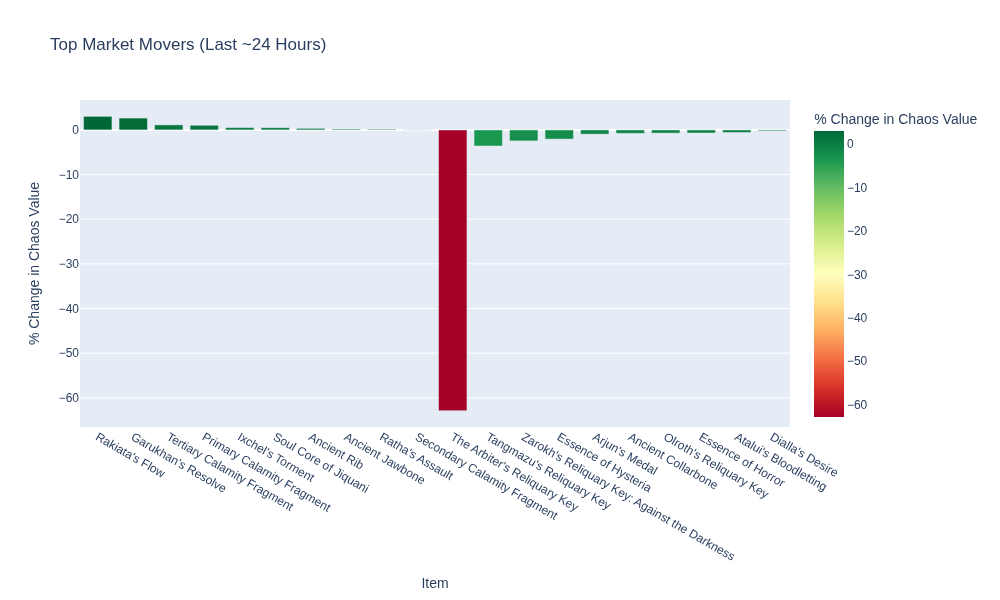 Top Market Movers (Last ~24 Hours)
% Change in Chaos Value
0
−10
−20
−30
−40
−50
−60
Rakiata's Flow
Garukhan's Resolve
Tertiary Calamity Fragment
Primary Calamity Fragment
Ixchel's Torment
Soul Core of Jiquani
Ancient Rib
Ancient Jawbone
Ratha's Assault
Secondary Calamity Fragment
The Arbiter's Reliquary Key
Tangmazu's Reliquary Key
Zarokh's Reliquary Key: Against the Darkness
Essence of Hysteria
Arjun's Medal
Ancient Collarbone
Olroth's Reliquary Key
Essence of Horror
Atalui's Bloodletting
Dialla's Desire
Item
% Change in Chaos Value
0
−10
−20
−30
−40
−50
−60